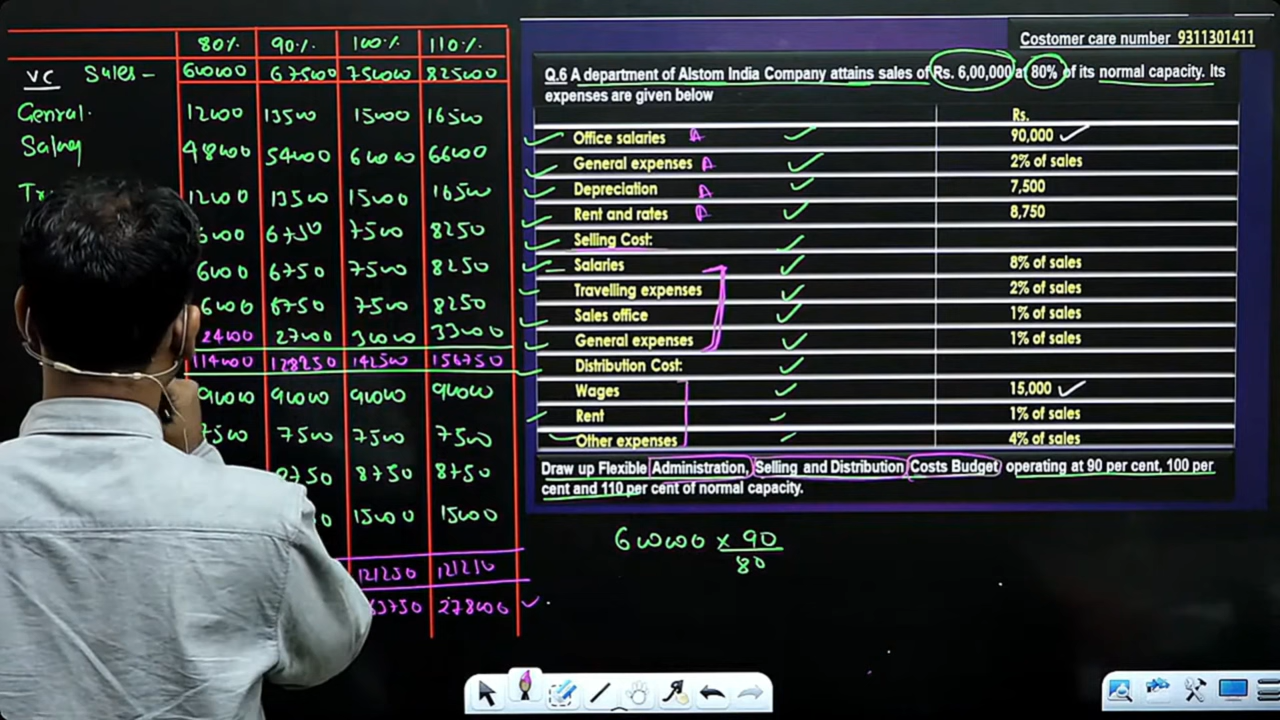 80% 90% 100% 110%
VC Sales - 600000 675000 750000 825000
Genral. 12000 13500 15000 16500
Salary 48000 54000 60000 66000
12000 13500 15000 16500
6000 6750 7500 8250
6000 6750 7500 8250
6000 6750 7500 8250
24000 27000 30000 33000
114000 128250 142500 156750
90000 90000 90000 90000
7500 7500 7500 7500
8750 8750 8750
15000 15000
121250 121250
278000
Costomer care number 9311301411
Q.6 A department of Alstom India Company attains sales of Rs. 6,00,000 at 80% of its normal capacity. Its
expenses are given below
Rs.
Office salaries A 90,000
General expenses A 2% of sales
Depreciation A 7,500
Rent and rates A 8,750
Selling Cost:
Salaries 8% of sales
Travelling expenses 2% of sales
Sales office 1% of sales
General expenses 1% of sales
Distribution Cost:
Wages 15,000
Rent 1% of sales
Other expenses 4% of sales
Draw up Flexible Administration, Selling and Distribution Costs Budget operating at 90 per cent, 100 per
cent and 110 per cent of normal capacity.
600000 × 90
80